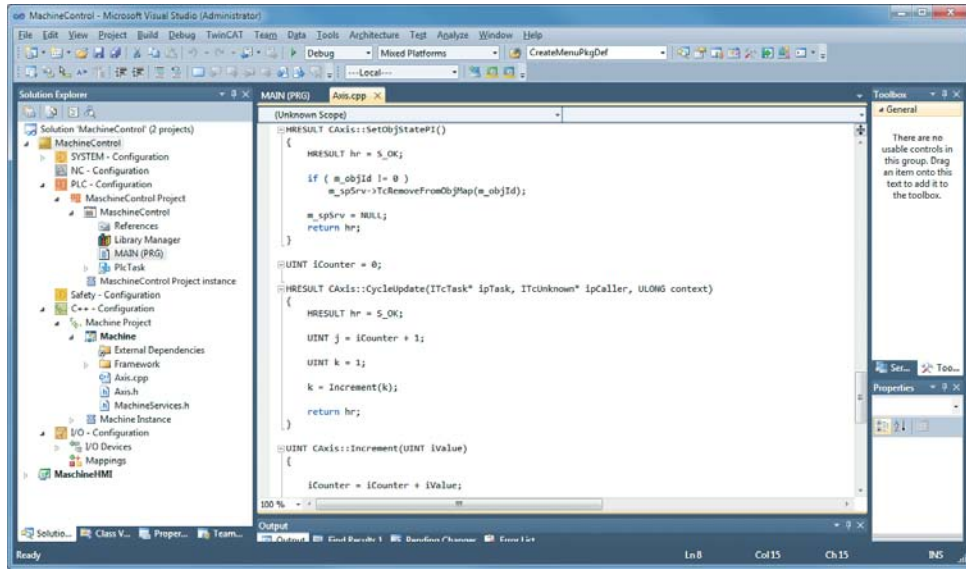 MachineControl - Microsoft Visual Studio (Administrator)
File Edit View Project Build Debug TwinCAT Team Data Tools Architecture Test Analyze Window Help
Debug Mixed Platforms CreateMenuPkgDef
---Local---
Solution Explorer
Solution 'MachineControl' (2 projects)
MachineControl
SYSTEM - Configuration
NC - Configuration
PLC - Configuration
MaschineControl Project
MaschineControl
References
Library Manager
MAIN (PRG)
PlcTask
MaschineControl Project instance
Safety - Configuration
C++ - Configuration
Machine Project
Machine
External Dependencies
Framework
Axis.cpp
Axis.h
MachineServices.h
Machine Instance
I/O - Configuration
I/O Devices
Mappings
MaschineHMI
Solutio... Class V... Proper... Team...
MAIN (PRG) Axis.cpp
(Unknown Scope)
HRESULT CAxis::SetObjStatePI()
{
HRESULT hr = S_OK;
if ( m_objId != 0 )
m_spSrv->TcRemoveFromObjMap(m_objId);
m_spSrv = NULL;
return hr;
}
UINT iCounter = 0;
HRESULT CAxis::CycleUpdate(ITcTask* ipTask, ITcUnknown* ipCaller, ULONG context)
{
HRESULT hr = S_OK;
UINT j = iCounter + 1;
UINT k = 1;
k = Increment(k);
return hr;
}
UINT CAxis::Increment(UINT iValue)
{
iCounter = iCounter + iValue;
100 %
Output
Output Find Results 1 Pending Changes Error List
Toolbox
General
There are no
usable controls in
this group. Drag
an item onto this
text to add it to
the toolbox.
Ser... Too...
Properties
Ready Ln 8 Col 15 Ch 15 INS